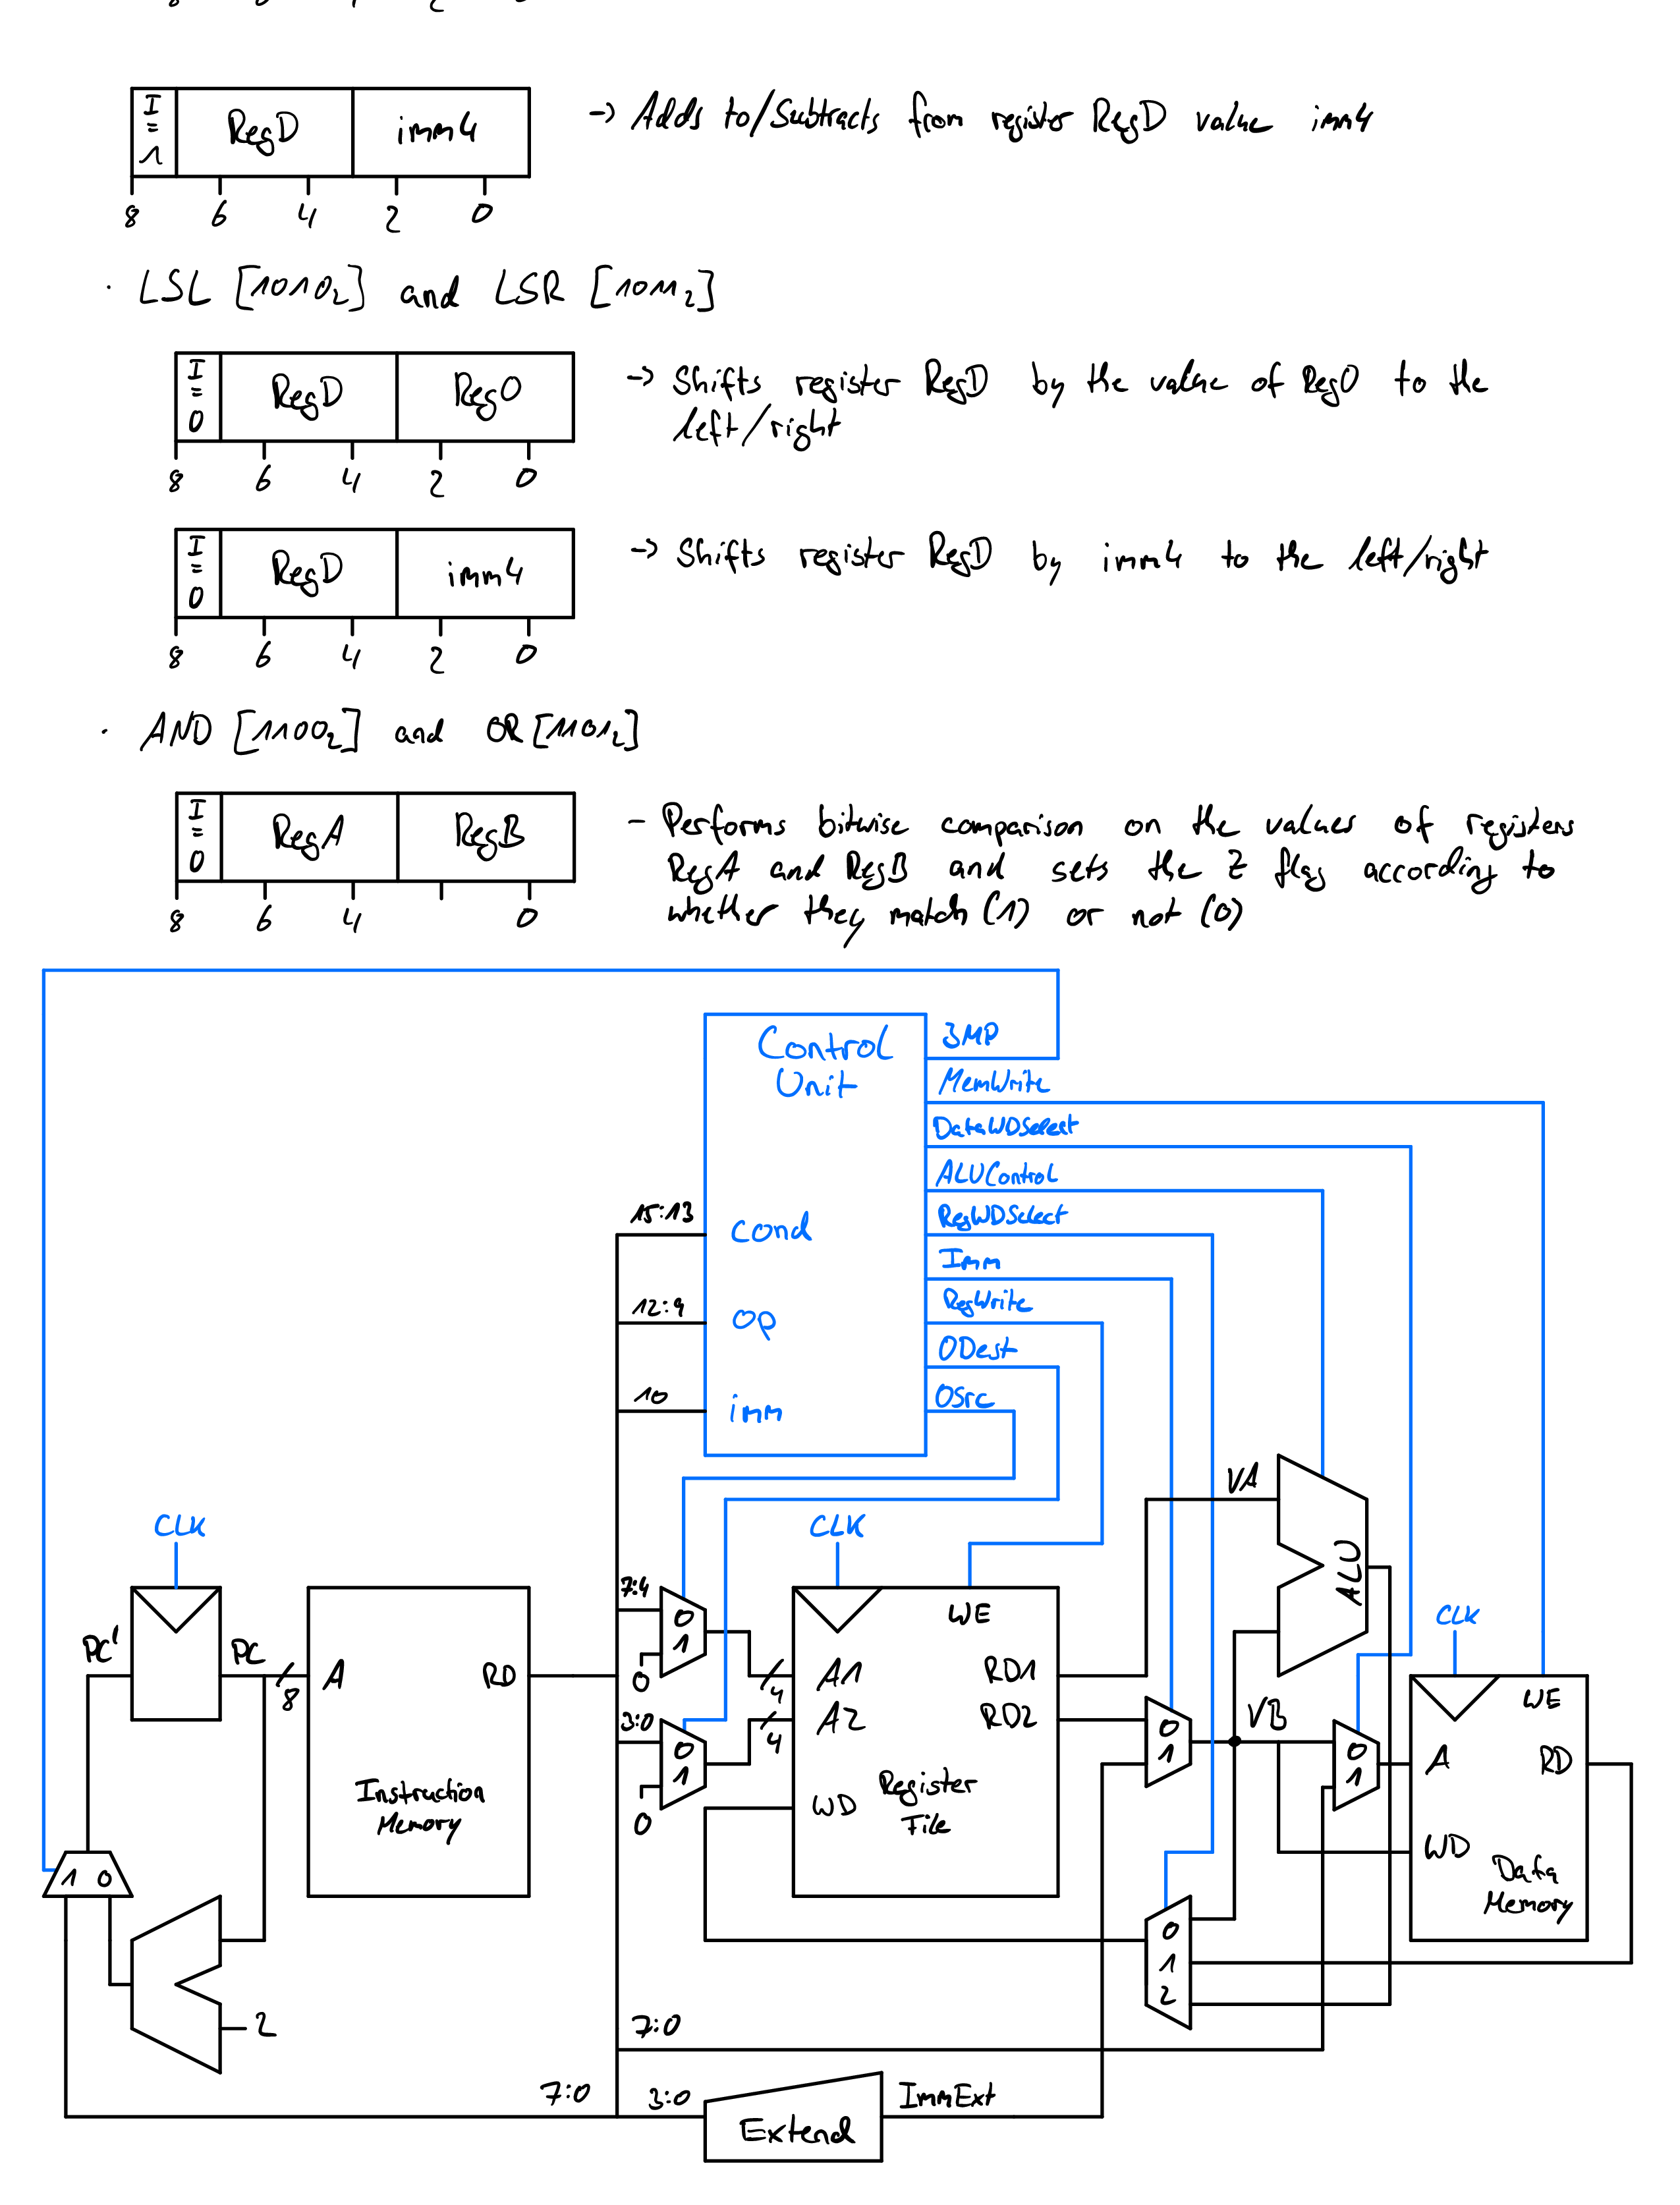 I = 1 RegD imm4 -> Adds to/Subtracts from register RegD value imm4
8 6 4 2 0
· LSL [1010₂] and LSR [1011₂]
I = 0 RegD RegO -> Shifts register RegD by the value of RegO to the
left/right
8 6 4 2 0
I = 0 RegD imm4 -> Shifts register RegD by imm4 to the left/right
8 6 4 2 0
· AND [1100₂] and OR [1101₂]
I = 0 RegA RegB - Performs bitwise comparison on the values of registers
RegA and RegB and sets the Z flag according to
whether they match (1) or not (0)
8 6 4 0
Control
Unit
JMP
MemWrite
DataWDSelect
ALUControl
RegWDSelect
Imm
RegWrite
ODest
OSrc
15:13 cond
12:9 op
10 imm
CLK
PC'
PC
8
A RD
Instruction
Memory
7:4
0
1
0
3:0
0
1
0
CLK
WE
4 A1 RD1
4 A2 RD2
WD
Register
File
VA
ALU
0
1
VB
0
1
CLK
WE
A RD
WD
Data
Memory
0
1
2
1 0
2
7:0
7:0
3:0
Extend
ImmExt